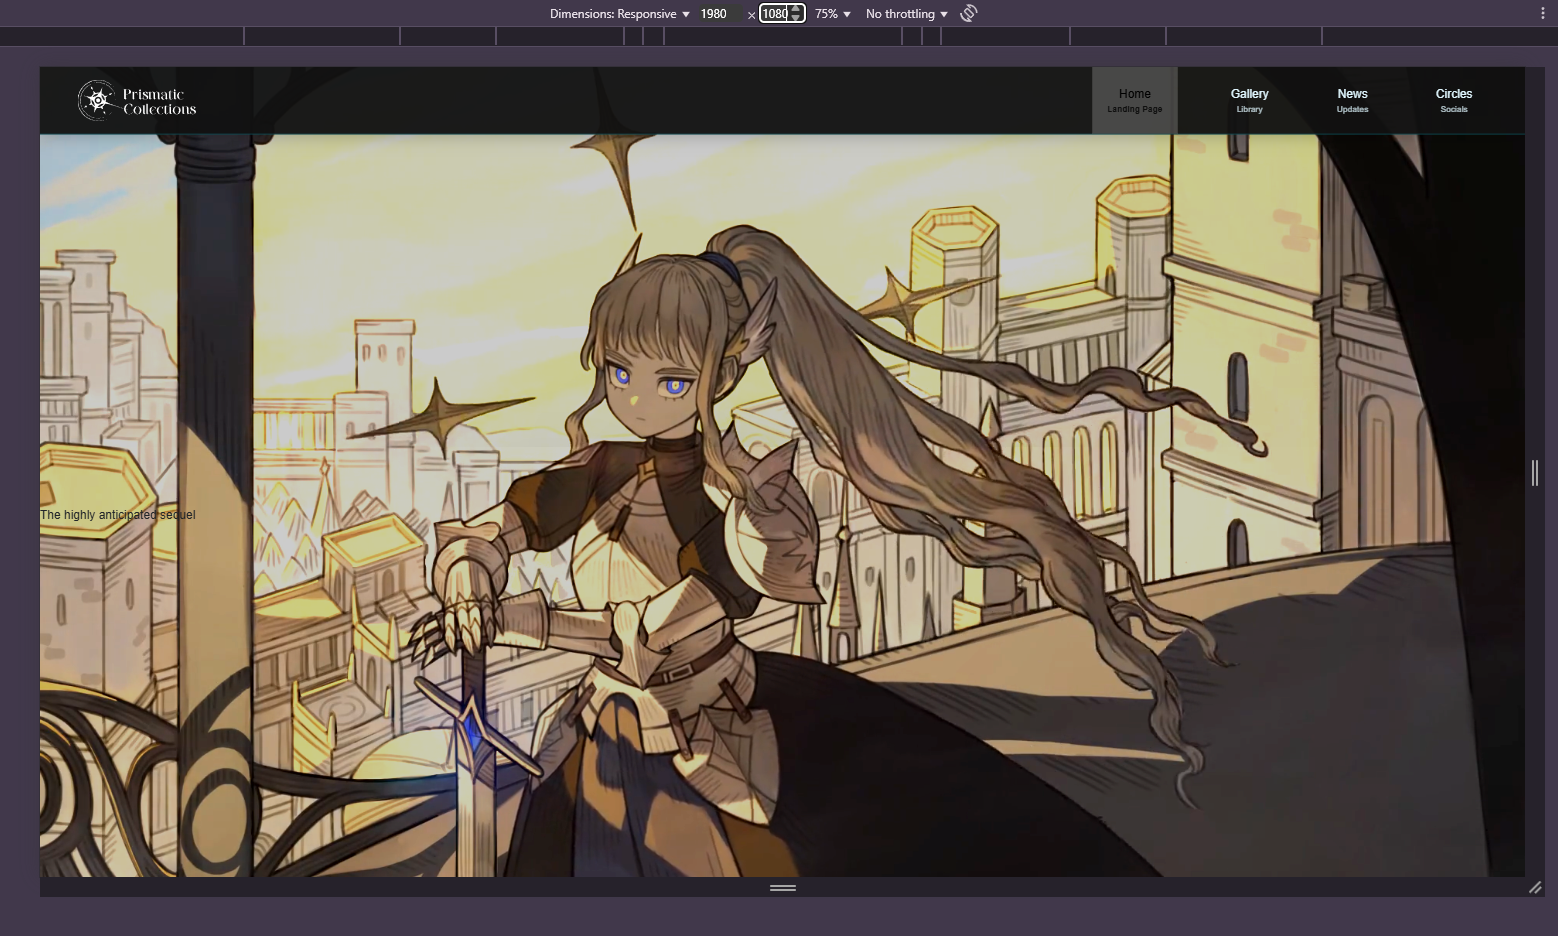 Dimensions: Responsive 1980 × 1080 75% No throttling
Prismatic
Collections
Home
Landing Page
Gallery
Library
News
Updates
Circles
Socials
The highly anticipated sequel